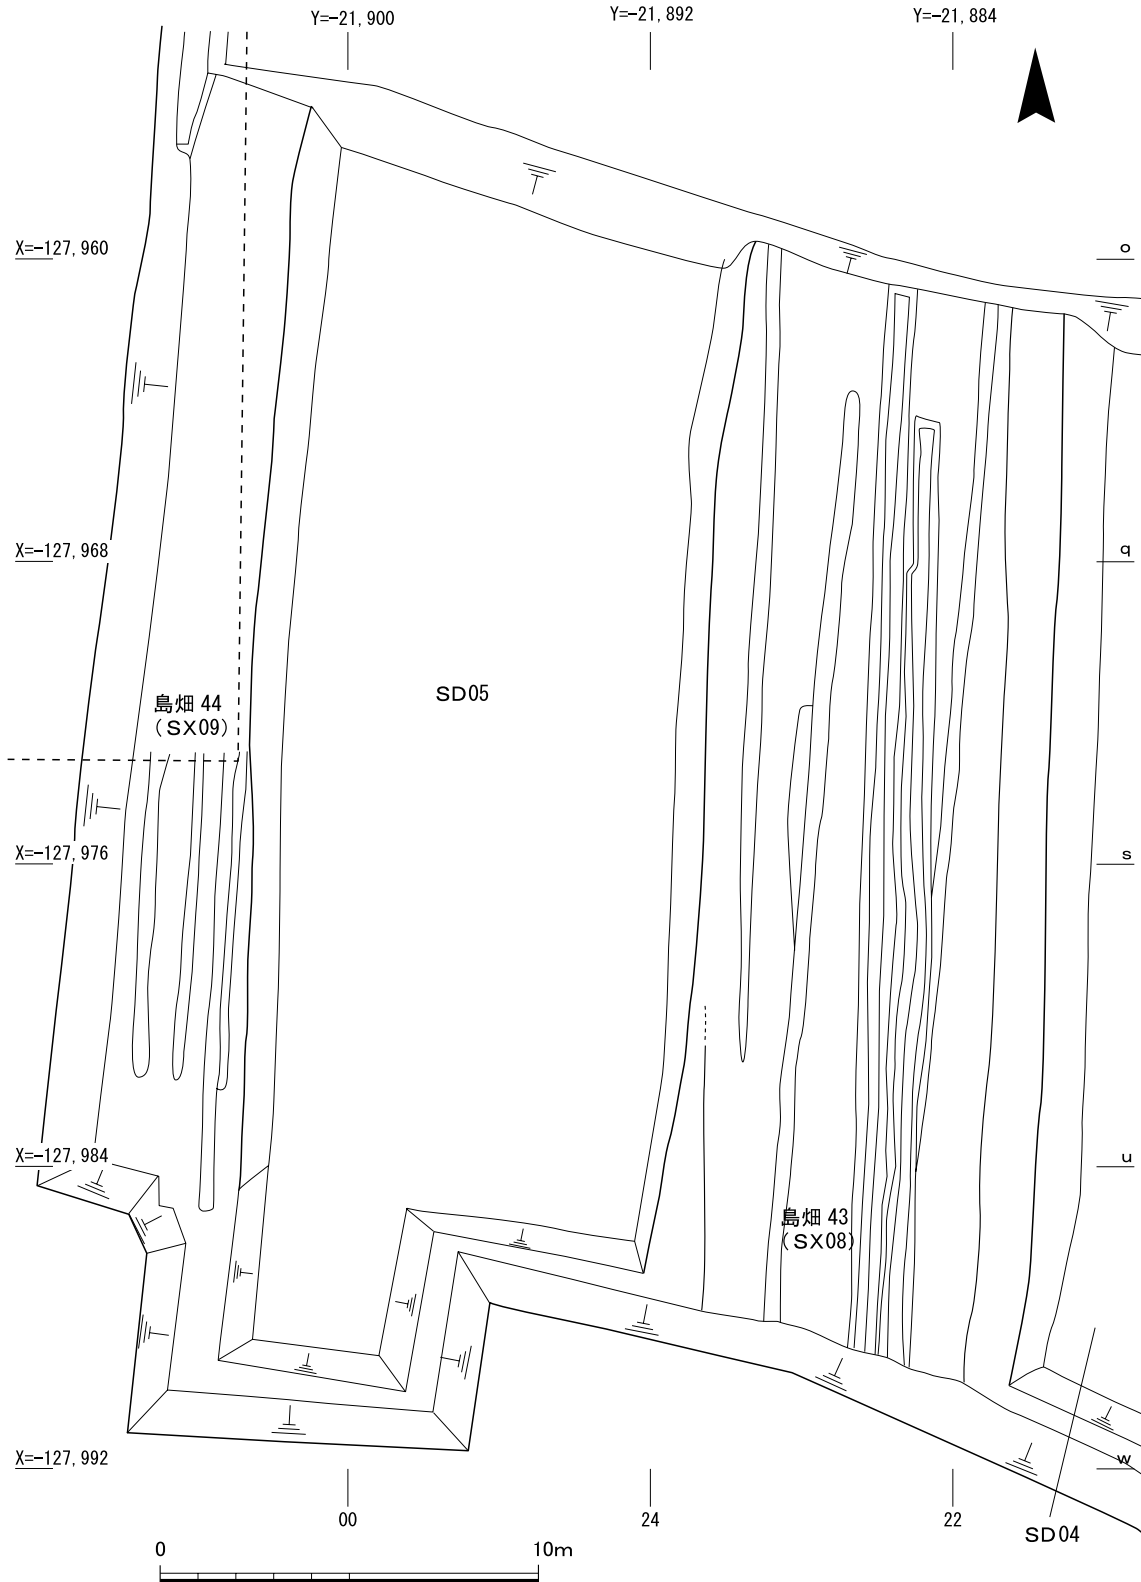 Y=-21,900
Y=-21,892
Y=-21,884
X=-127,960
o
X=-127,968
q
島畑 44
(SX09)
SD05
X=-127,976
s
X=-127,984
u
島畑 43
(SX08)
X=-127,992
w
00
24
22
SD04
0
10m